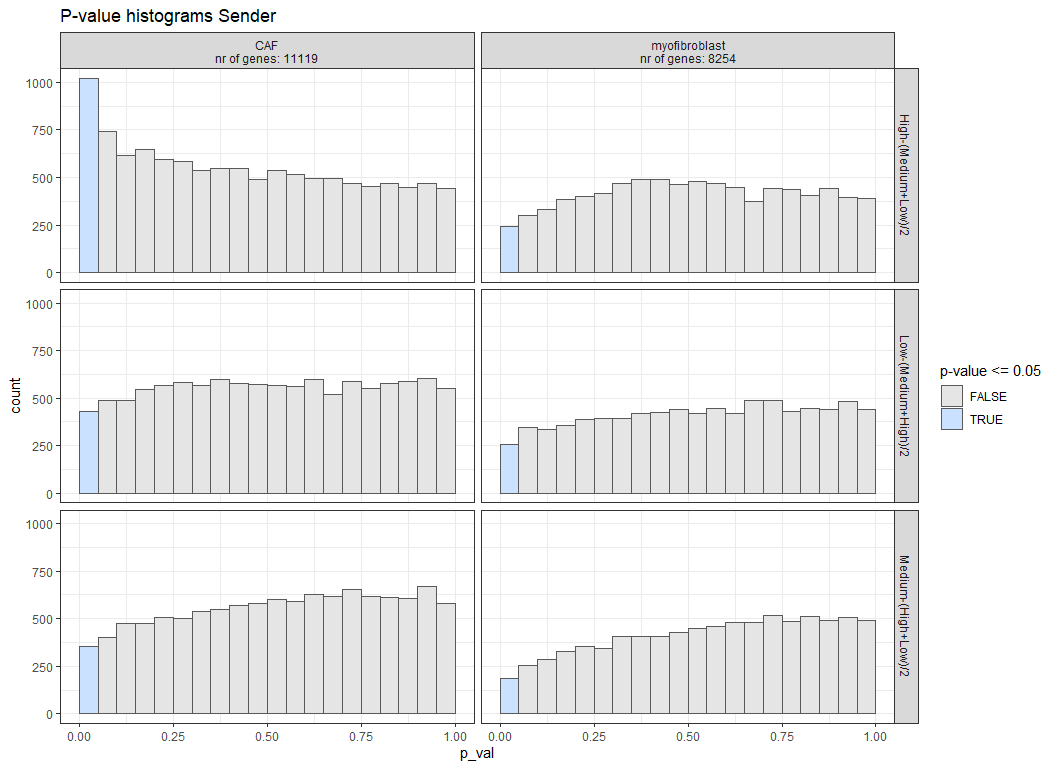 P-value histograms Sender
CAF
nr of genes: 11119
myofibroblast
nr of genes: 8254
1000
750
500
250
0
High-(Medium+Low)/2
1000
750
500
250
0
Low-(Medium+High)/2
1000
750
500
250
0
Medium-(High+Low)/2
count
0.00 0.25 0.50 0.75 1.00 0.00 0.25 0.50 0.75 1.00
p_val
p-value <= 0.05
FALSE
TRUE